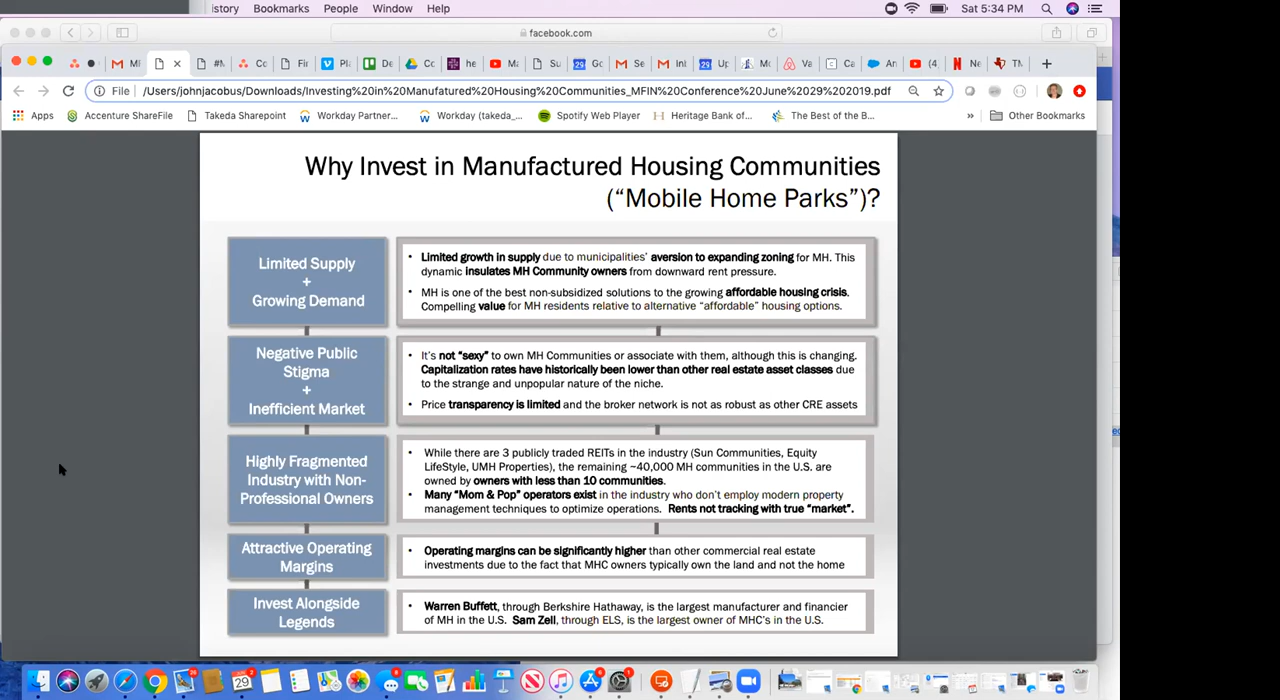 istory Bookmarks People Window Help Sat 5:34 PM
facebook.com
File /Users/johnjacobus/Downloads/Investing%20in%20Manufatured%20Housing%20Communities_MFIN%20Conference%20June%2029%202019.pdf
Apps Accenture ShareFile Takeda Sharepoint Workday Partner... Workday (takeda_... Spotify Web Player Heritage Bank of... The Best of the B... » Other Bookmarks
Why Invest in Manufactured Housing Communities
(“Mobile Home Parks”)?
Limited Supply
+
Growing Demand
• Limited growth in supply due to municipalities’ aversion to expanding zoning for MH. This
dynamic insulates MH Community owners from downward rent pressure.
• MH is one of the best non-subsidized solutions to the growing affordable housing crisis.
Compelling value for MH residents relative to alternative “affordable” housing options.
Negative Public
Stigma
+
Inefficient Market
• It’s not “sexy” to own MH Communities or associate with them, although this is changing.
Capitalization rates have historically been lower than other real estate asset classes due
to the strange and unpopular nature of the niche.
• Price transparency is limited and the broker network is not as robust as other CRE assets
Highly Fragmented
Industry with Non-
Professional Owners
• While there are 3 publicly traded REITs in the industry (Sun Communities, Equity
LifeStyle, UMH Properties), the remaining ~40,000 MH communities in the U.S. are
owned by owners with less than 10 communities.
• Many “Mom & Pop” operators exist in the industry who don’t employ modern property
management techniques to optimize operations. Rents not tracking with true “market”.
Attractive Operating
Margins
• Operating margins can be significantly higher than other commercial real estate
investments due to the fact that MHC owners typically own the land and not the home
Invest Alongside
Legends
• Warren Buffett, through Berkshire Hathaway, is the largest manufacturer and financier
of MH in the U.S. Sam Zell, through ELS, is the largest owner of MHC’s in the U.S.